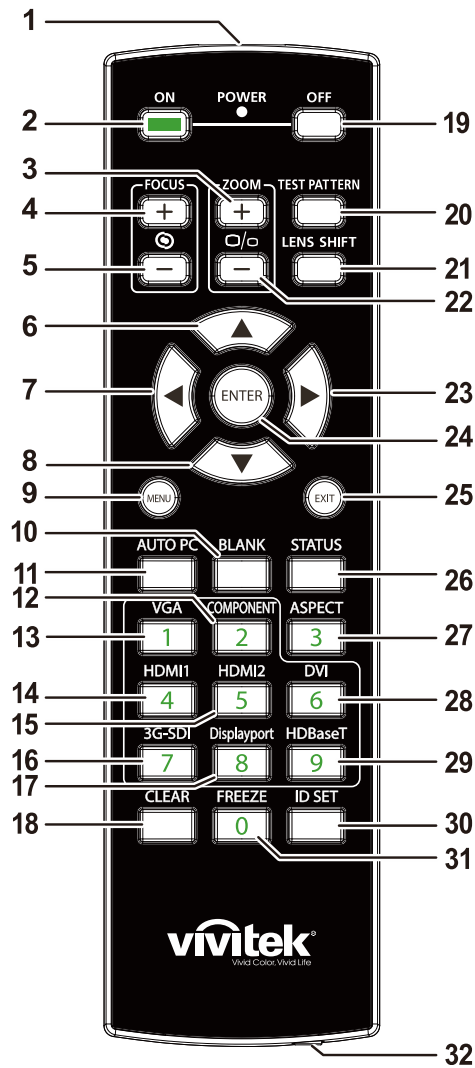 1
ON POWER OFF
2 19
3 FOCUS ZOOM TEST PATTERN
4 + + 20
LENS SHIFT
5 − − 21
22
6
7 ENTER 23
24
8
9 MENU EXIT 25
10
AUTO PC BLANK STATUS
11 26
12
VGA COMPONENT ASPECT
13 1 2 3 27
HDMI1 HDMI2 DVI
14 4 5 6 28
15
3G-SDI Displayport HDBaseT
16 7 8 9 29
17
CLEAR FREEZE ID SET
18 0 30
31
vivitek®
Vivid Color, Vivid Life
32